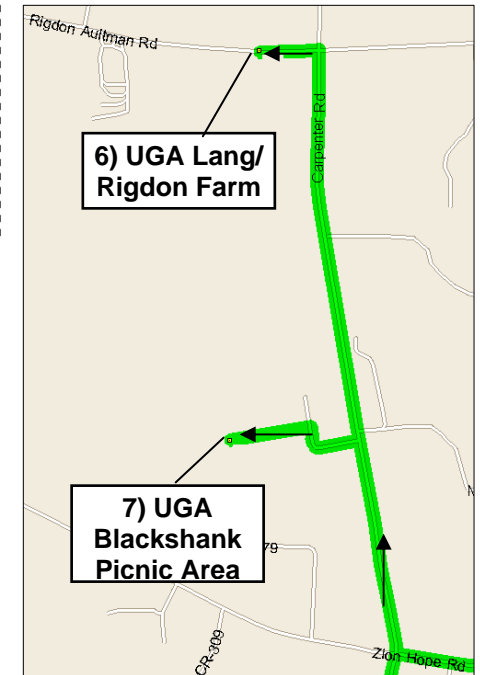 Rigdon Aultman Rd
6) UGA Lang/
Rigdon Farm
Carpenter Rd
7) UGA
Blackshank
Picnic Area
79
N
CR-309
Zion Hope Rd